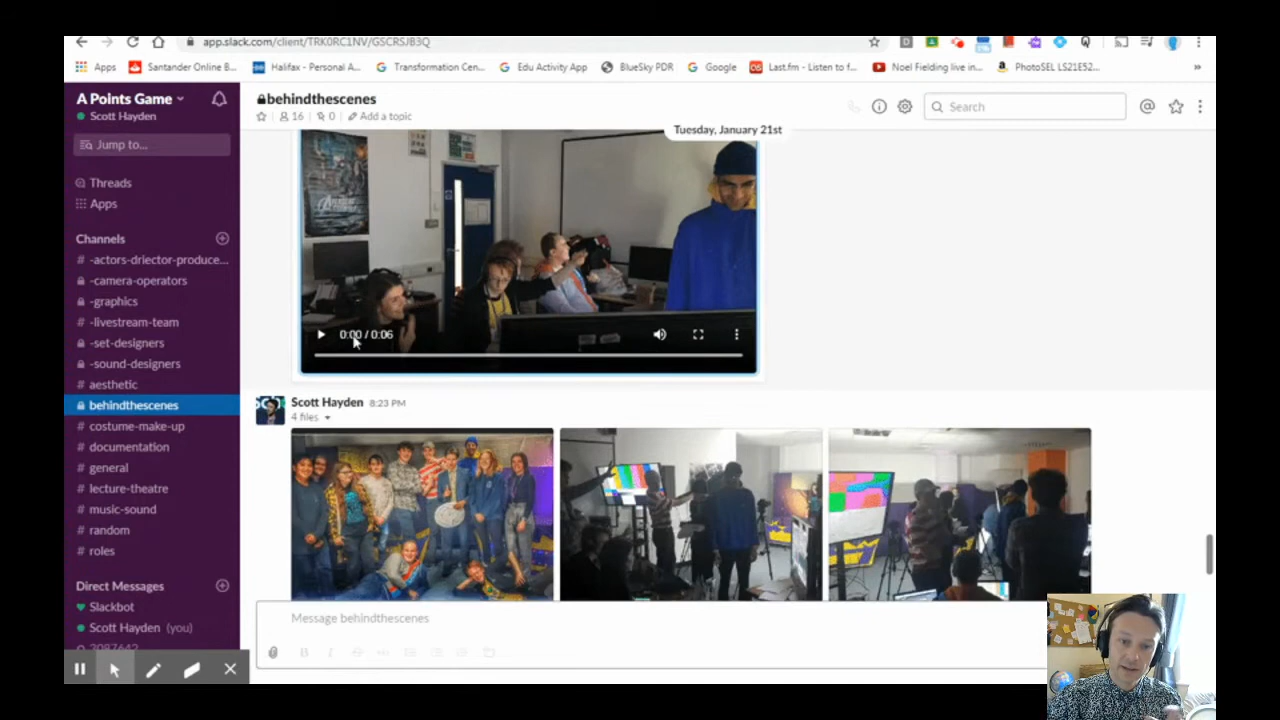 app.slack.com/client/TRK0RC1NV/GSCRSJB3Q
Apps Santander Online B... Halifax - Personal A... Transformation Cen... Edu Activity App BlueSky PDR Google Last.fm - Listen to f... Noel Fielding live in... PhotoSEL LS21E52... »
A Points Game
Scott Hayden
Jump to...
Threads
Apps
Channels
# -actors-driector-produce...
-camera-operators
-graphics
# -livestream-team
-set-designers
-sound-designers
# aesthetic
behindthescenes
# costume-make-up
# documentation
# general
# lecture-theatre
# music-sound
# random
# roles
Direct Messages
Slackbot
Scott Hayden (you)
behindthescenes
16 0 Add a topic
Search
Tuesday, January 21st
0:00 / 0:06
Scott Hayden 8:23 PM
4 files
Message behindthescenes